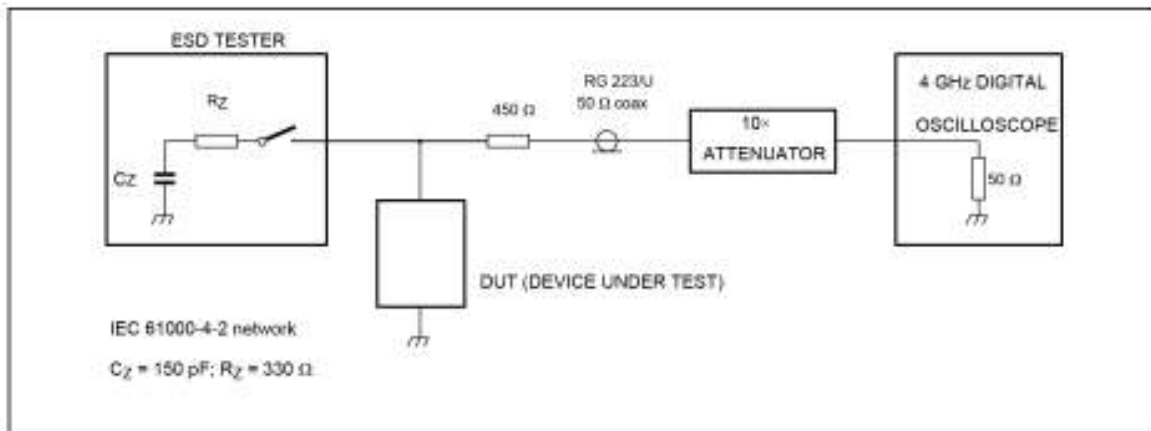 ESD TESTER
RZ
CZ
450 Ω
RG 223/U
50 Ω coax
10×
ATTENUATOR
4 GHz DIGITAL
OSCILLOSCOPE
50 Ω
DUT (DEVICE UNDER TEST)
IEC 61000-4-2 network
CZ = 150 pF; RZ = 330 Ω